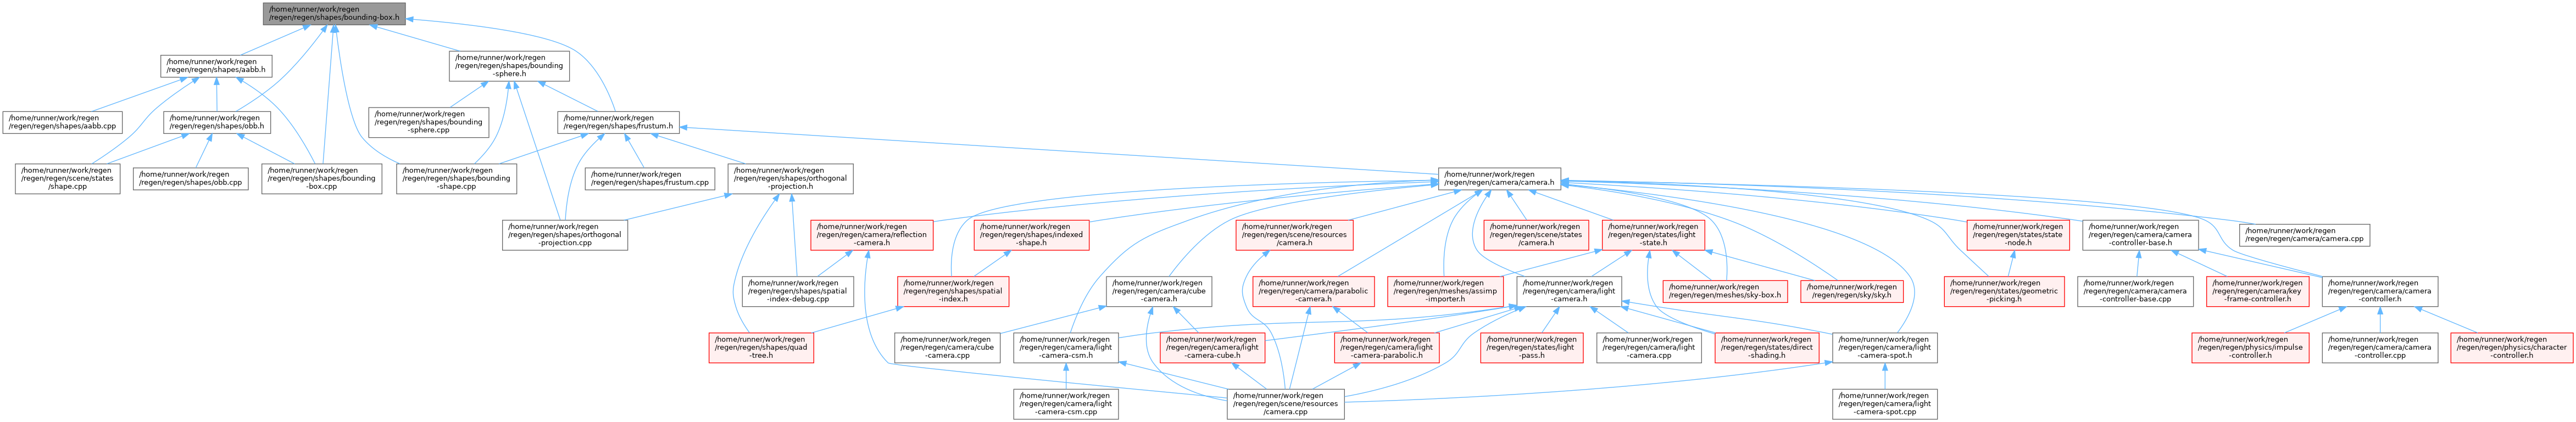 /home/runner/work/regen
/regen/regen/shapes/bounding-box.h
/home/runner/work/regen
/regen/regen/shapes/aabb.h
/home/runner/work/regen
/regen/regen/shapes/bounding
-sphere.h
/home/runner/work/regen
/regen/regen/shapes/aabb.cpp
/home/runner/work/regen
/regen/regen/shapes/obb.h
/home/runner/work/regen
/regen/regen/shapes/bounding
-sphere.cpp
/home/runner/work/regen
/regen/regen/shapes/frustum.h
/home/runner/work/regen
/regen/regen/scene/states
/shape.cpp
/home/runner/work/regen
/regen/regen/shapes/obb.cpp
/home/runner/work/regen
/regen/regen/shapes/bounding
-box.cpp
/home/runner/work/regen
/regen/regen/shapes/bounding
-shape.cpp
/home/runner/work/regen
/regen/regen/shapes/frustum.cpp
/home/runner/work/regen
/regen/regen/shapes/orthogonal
-projection.h
/home/runner/work/regen
/regen/regen/camera/camera.h
/home/runner/work/regen
/regen/regen/shapes/orthogonal
-projection.cpp
/home/runner/work/regen
/regen/regen/camera/reflection
-camera.h
/home/runner/work/regen
/regen/regen/shapes/indexed
-shape.h
/home/runner/work/regen
/regen/regen/scene/resources
/camera.h
/home/runner/work/regen
/regen/regen/scene/states
/camera.h
/home/runner/work/regen
/regen/regen/states/light
-state.h
/home/runner/work/regen
/regen/regen/states/state
-node.h
/home/runner/work/regen
/regen/regen/camera/camera
-controller-base.h
/home/runner/work/regen
/regen/regen/camera/camera.cpp
/home/runner/work/regen
/regen/regen/shapes/spatial
-index-debug.cpp
/home/runner/work/regen
/regen/regen/shapes/spatial
-index.h
/home/runner/work/regen
/regen/regen/camera/cube
-camera.h
/home/runner/work/regen
/regen/regen/camera/parabolic
-camera.h
/home/runner/work/regen
/regen/regen/meshes/assimp
-importer.h
/home/runner/work/regen
/regen/regen/camera/light
-camera.h
/home/runner/work/regen
/regen/regen/meshes/sky-box.h
/home/runner/work/regen
/regen/regen/sky/sky.h
/home/runner/work/regen
/regen/regen/states/geometric
-picking.h
/home/runner/work/regen
/regen/regen/camera/camera
-controller-base.cpp
/home/runner/work/regen
/regen/regen/camera/key
-frame-controller.h
/home/runner/work/regen
/regen/regen/camera/camera
-controller.h
/home/runner/work/regen
/regen/regen/shapes/quad
-tree.h
/home/runner/work/regen
/regen/regen/camera/cube
-camera.cpp
/home/runner/work/regen
/regen/regen/camera/light
-camera-csm.h
/home/runner/work/regen
/regen/regen/camera/light
-camera-cube.h
/home/runner/work/regen
/regen/regen/camera/light
-camera-parabolic.h
/home/runner/work/regen
/regen/regen/states/light
-pass.h
/home/runner/work/regen
/regen/regen/camera/light
-camera.cpp
/home/runner/work/regen
/regen/regen/states/direct
-shading.h
/home/runner/work/regen
/regen/regen/camera/light
-camera-spot.h
/home/runner/work/regen
/regen/regen/physics/impulse
-controller.h
/home/runner/work/regen
/regen/regen/camera/camera
-controller.cpp
/home/runner/work/regen
/regen/regen/physics/character
-controller.h
/home/runner/work/regen
/regen/regen/camera/light
-camera-csm.cpp
/home/runner/work/regen
/regen/regen/scene/resources
/camera.cpp
/home/runner/work/regen
/regen/regen/camera/light
-camera-spot.cpp